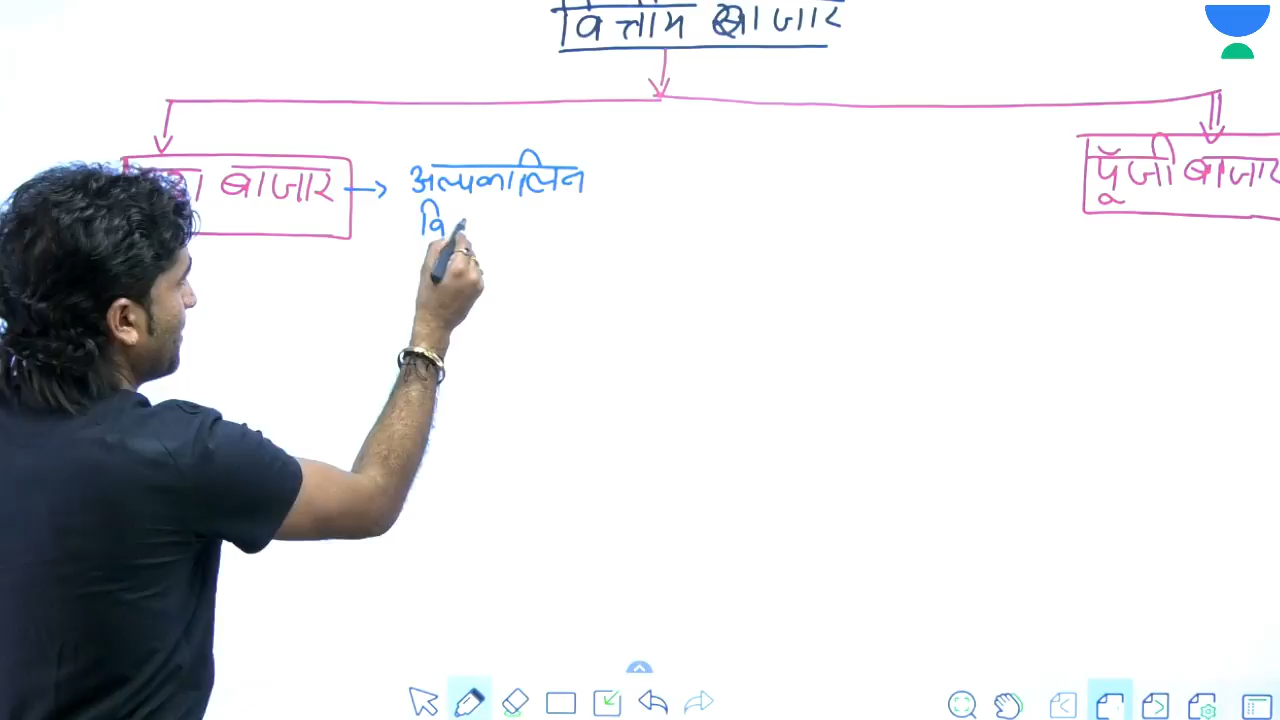 वित्तीय बाजार
बाजार
पूँजी बाजार
अल्पकालिन
वि